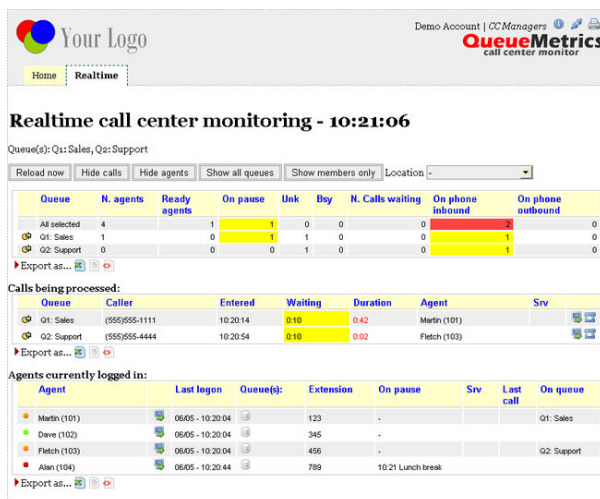 Your Logo
Demo Account | CCManagers
QueueMetrics
call center monitor
Home Realtime
Realtime call center monitoring - 10:21:06
Queue(s): Q1: Sales, Q2: Support
Reload now Hide calls Hide agents Show all queues Show members only Location -
Queue N. agents Ready agents On pause Unk Bsy N. Calls waiting On phone inbound On phone outbound
All selected 4 1 1 0 0 0 2 0
Q1: Sales 1 0 1 1 0 0 1 0
Q2: Support 0 0 0 1 0 0 1 0
Export as...
Calls being processed:
Queue Caller Entered Waiting Duration Agent Srv
Q1: Sales (555)555-1111 10:20:14 0:10 0:42 Martin (101)
Q2: Support (555)555-4444 10:20:54 0:10 0:02 Fletch (103)
Export as...
Agents currently logged in:
Agent Last logon Queue(s): Extension On pause Srv Last call On queue
Martin (101) 06/05 - 10:20:04 123 - Q1: Sales
Dave (102) 06/05 - 10:20:04 345 -
Fletch (103) 06/05 - 10:20:04 456 - Q2: Support
Alan (104) 06/05 - 10:20:44 789 10:21 Lunch break
Export as...